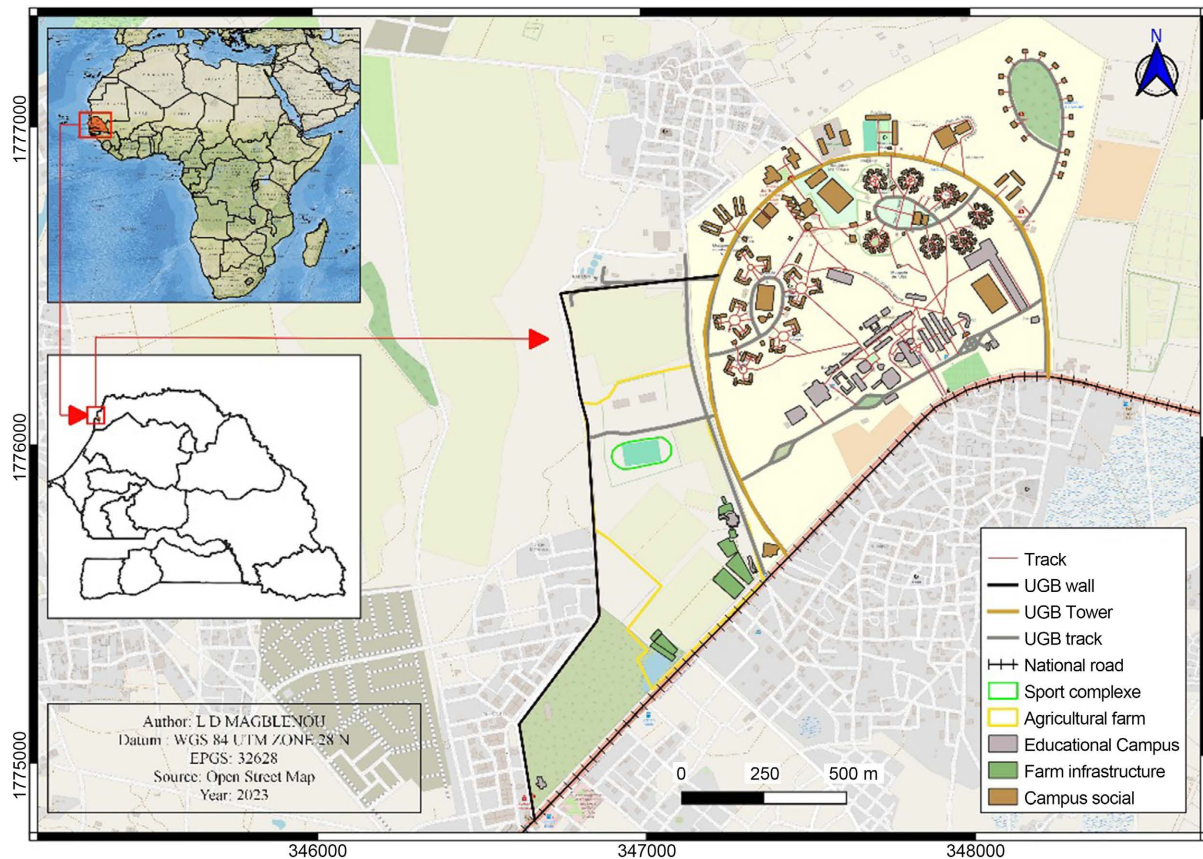 N
1777000
1776000
1775000
Track
UGB wall
UGB Tower
UGB track
National road
Sport complexe
Agricultural farm
Educational Campus
Farm infrastructure
Campus social
Author: L D MAGBLENOU
Datum : WGS 84 UTM ZONE 28 N
EPGS: 32628
Source: Open Street Map
Year: 2023
0 250 500 m
346000 347000 348000